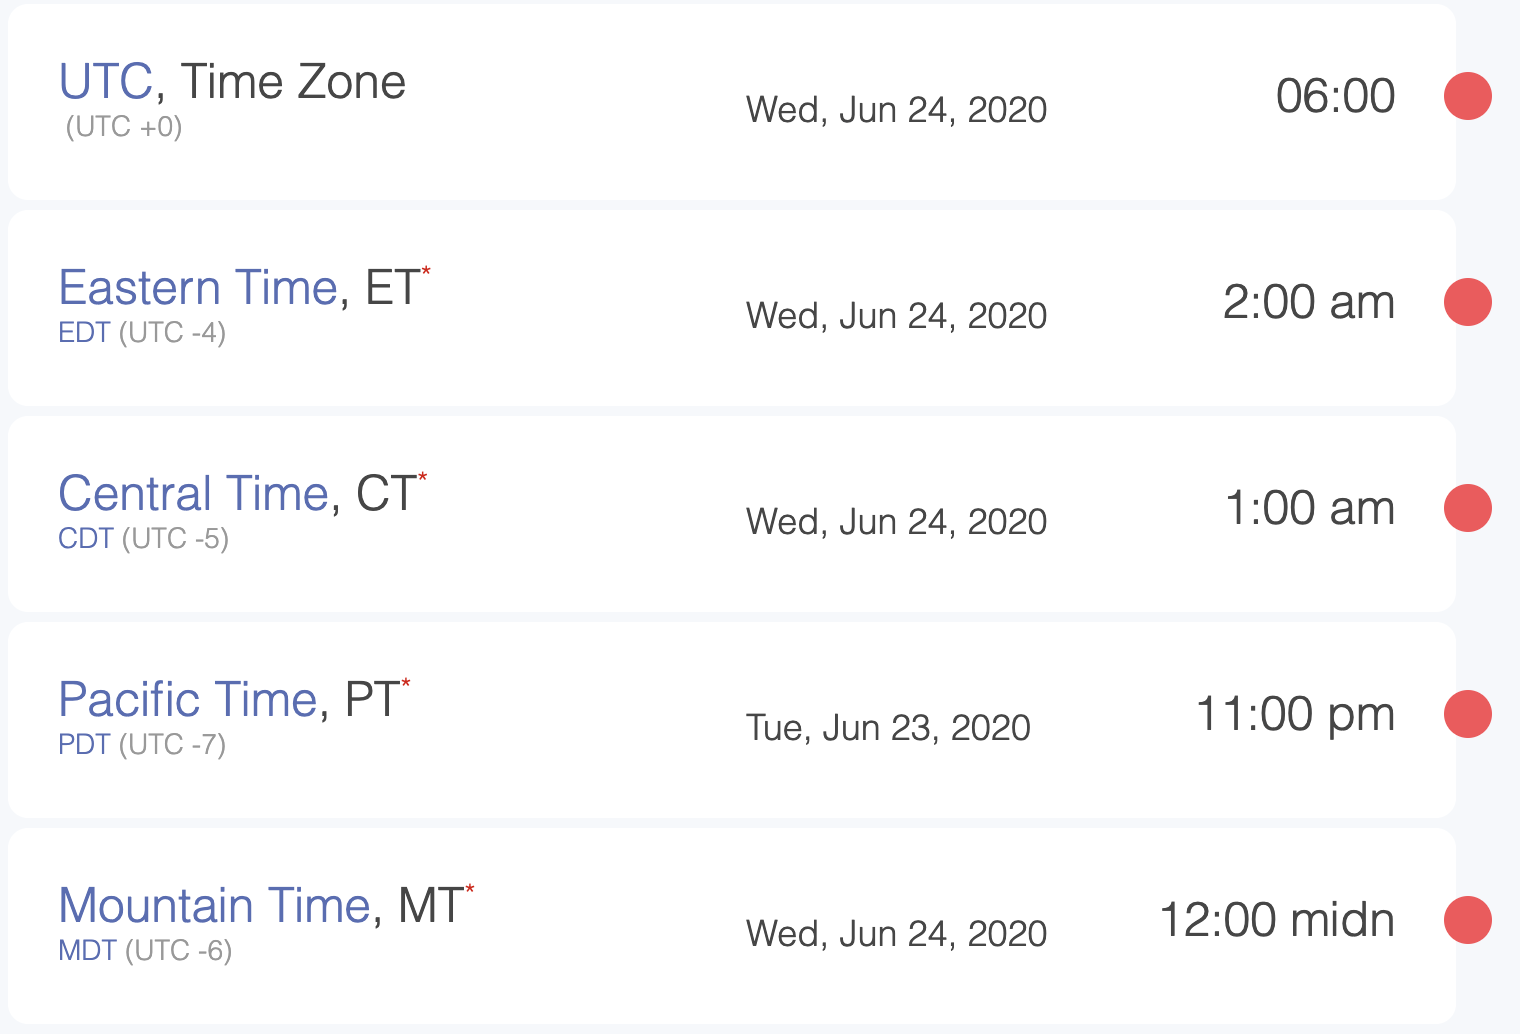 UTC, Time Zone
(UTC +0)
Wed, Jun 24, 2020
06:00
Eastern Time, ET*
EDT (UTC -4)
Wed, Jun 24, 2020
2:00 am
Central Time, CT*
CDT (UTC -5)
Wed, Jun 24, 2020
1:00 am
Pacific Time, PT*
PDT (UTC -7)
Tue, Jun 23, 2020
11:00 pm
Mountain Time, MT*
MDT (UTC -6)
Wed, Jun 24, 2020
12:00 midn